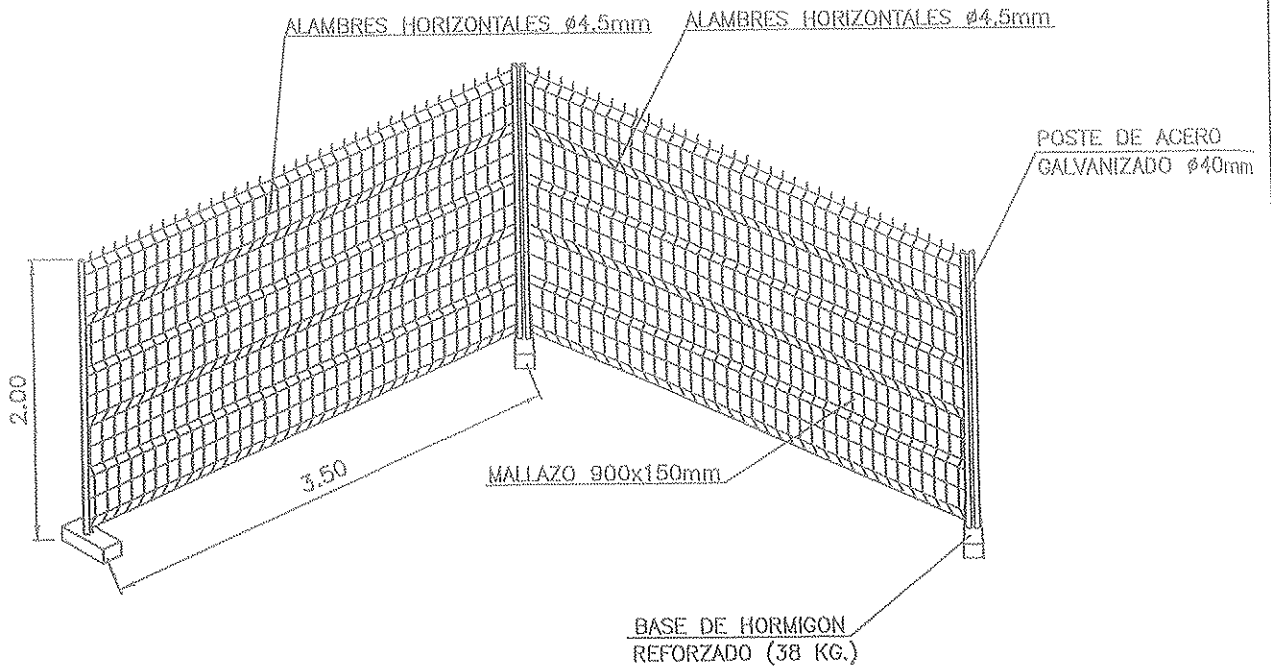 ALAMBRES HORIZONTALES ø4.5mm
ALAMBRES HORIZONTALES ø4.5mm
POSTE DE ACERO
GALVANIZADO ø40mm
2.00
3.50
MALLAZO 900x150mm
BASE DE HORMIGON
REFORZADO (38 KG.)